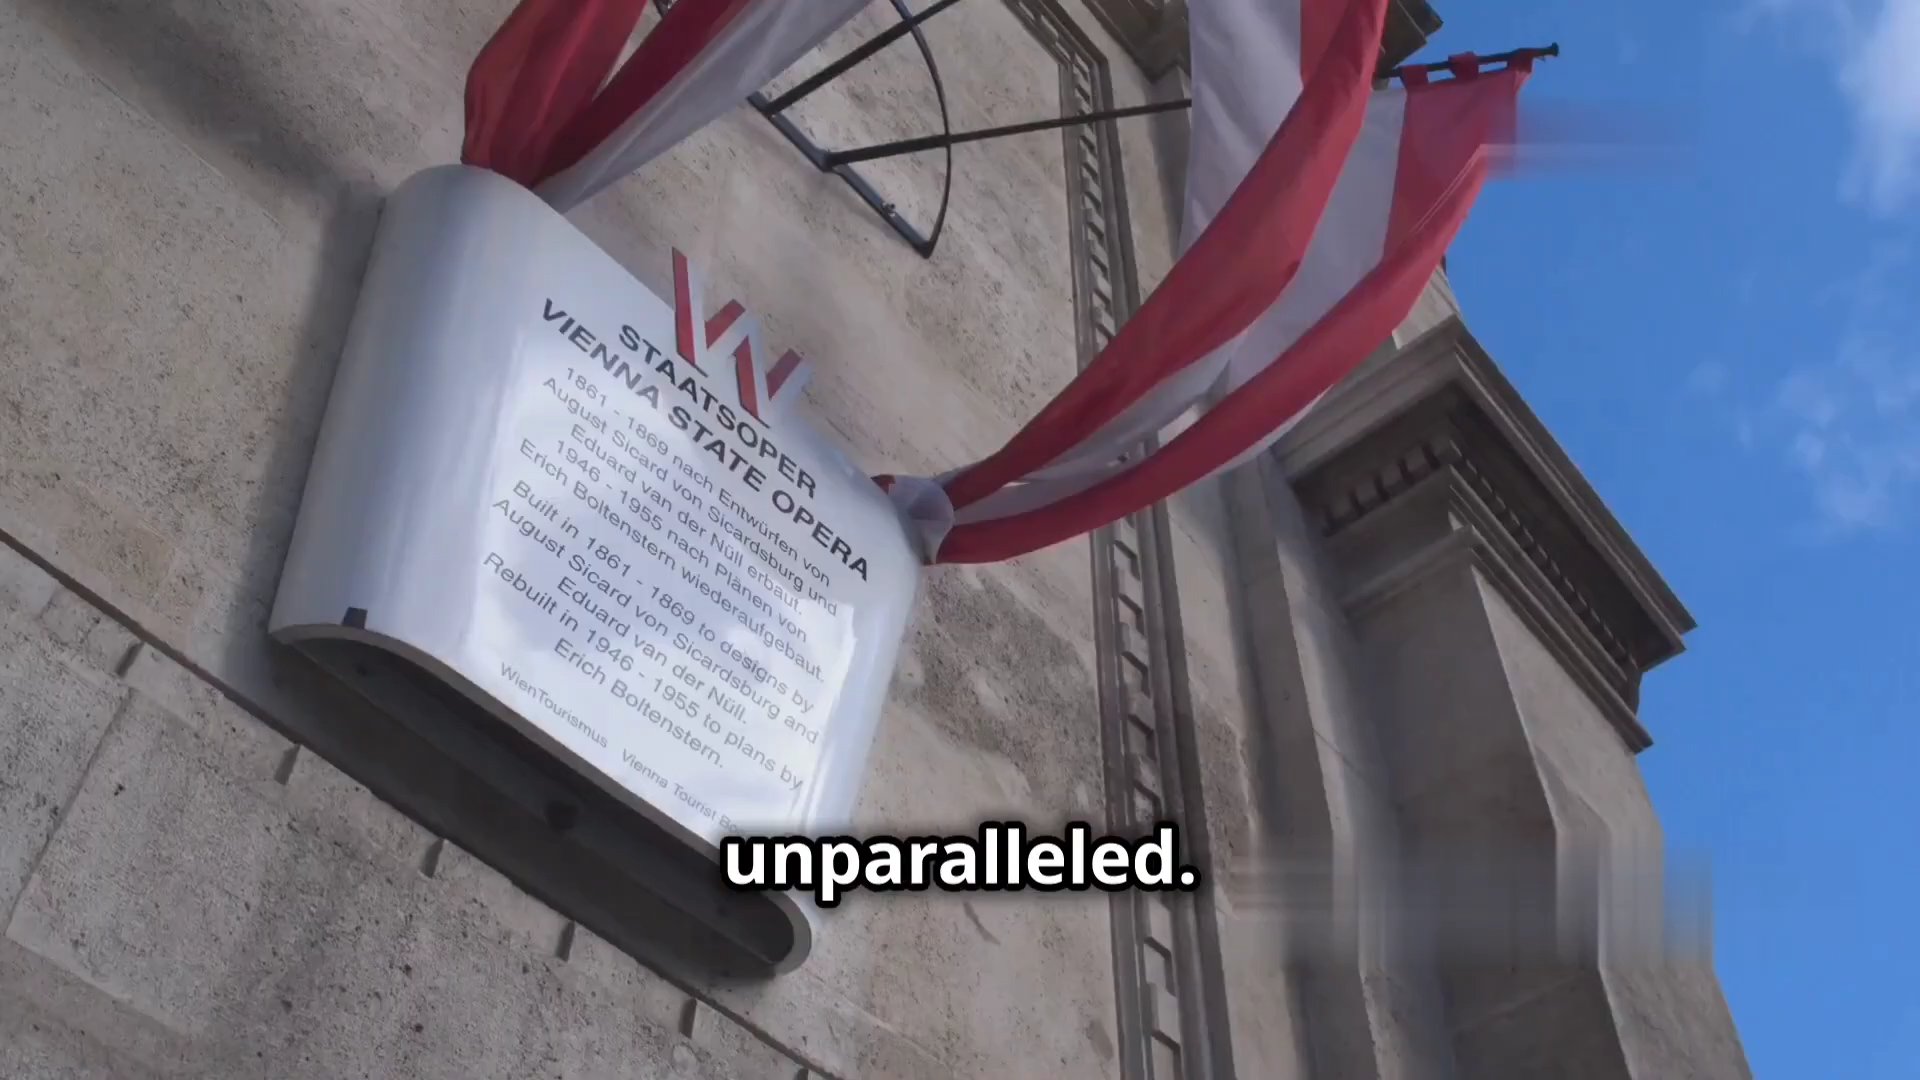 W
STAATSOPER
VIENNA STATE OPERA
1861 - 1869 nach Entwürfen von
August Sicard von Sicardsburg und
Eduard van der Nüll erbaut.
1946 - 1955 nach Plänen von
Erich Boltenstern wiederaufgebaut.
Built in 1861 - 1869 to designs by
August Sicard von Sicardsburg and
Eduard van der Nüll.
Rebuilt in 1946 - 1955 to plans by
Erich Boltenstern.
WienTourismus Vienna Tourist
unparalleled.